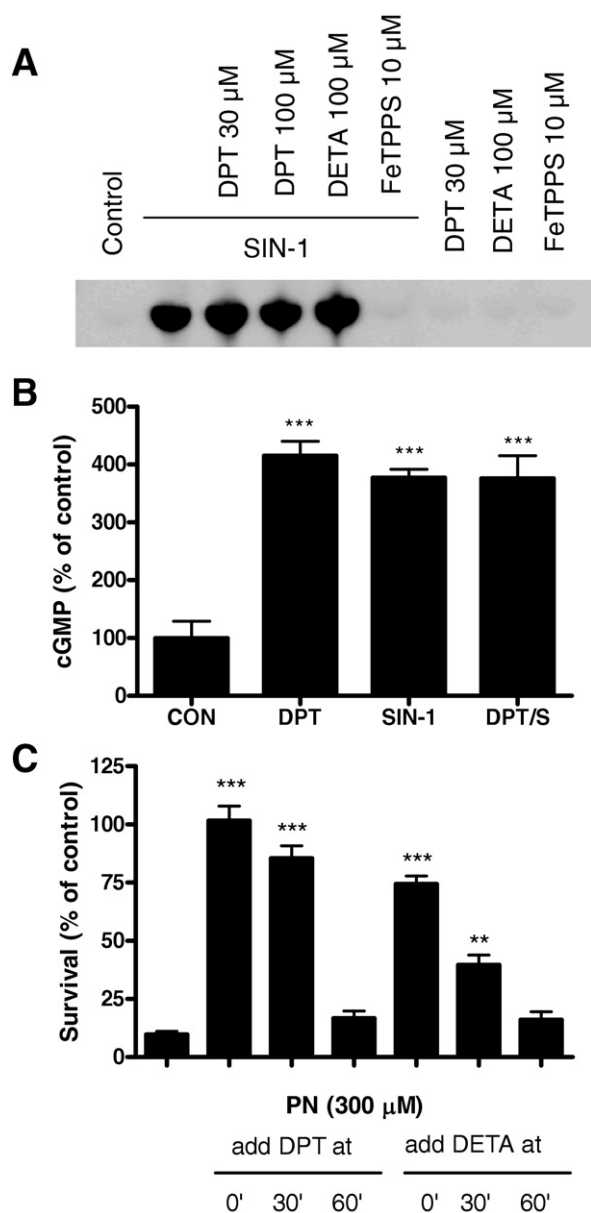 A
Control
DPT 30 µM
DPT 100 µM
DETA 100 µM
FeTPPS 10 µM
DPT 30 µM
DETA 100 µM
FeTPPS 10 µM
SIN-1
B
cGMP (% of control)
500
400
300
200
100
0
*** *** ***
CON DPT SIN-1 DPT/S
C
Survival (% of control)
125
100
75
50
25
0
*** *** *** **
PN (300 µM)
add DPT at add DETA at
0' 30' 60' 0' 30' 60'